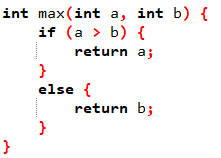 int max(int a, int b) {
    if (a > b) {
        return a;
    }
    else {
        return b;
    }
}